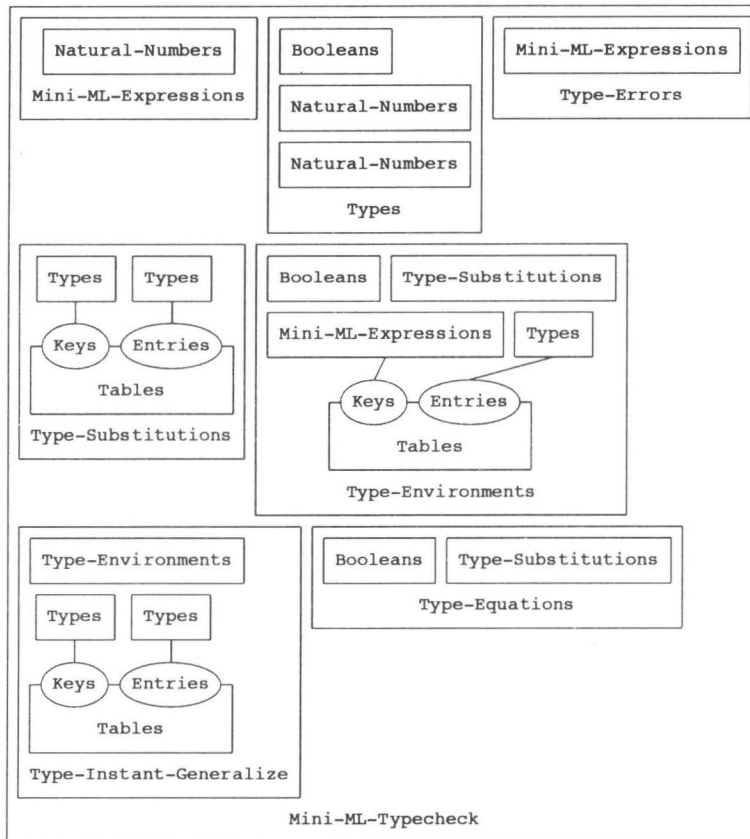 Natural-Numbers
Mini-ML-Expressions
Booleans
Natural-Numbers
Natural-Numbers
Types
Mini-ML-Expressions
Type-Errors
Types Types
Keys Entries
Tables
Type-Substitutions
Booleans Type-Substitutions
Mini-ML-Expressions Types
Keys Entries
Tables
Type-Environments
Type-Environments
Types Types
Keys Entries
Tables
Type-Instant-Generalize
Booleans Type-Substitutions
Type-Equations
Mini-ML-Typecheck